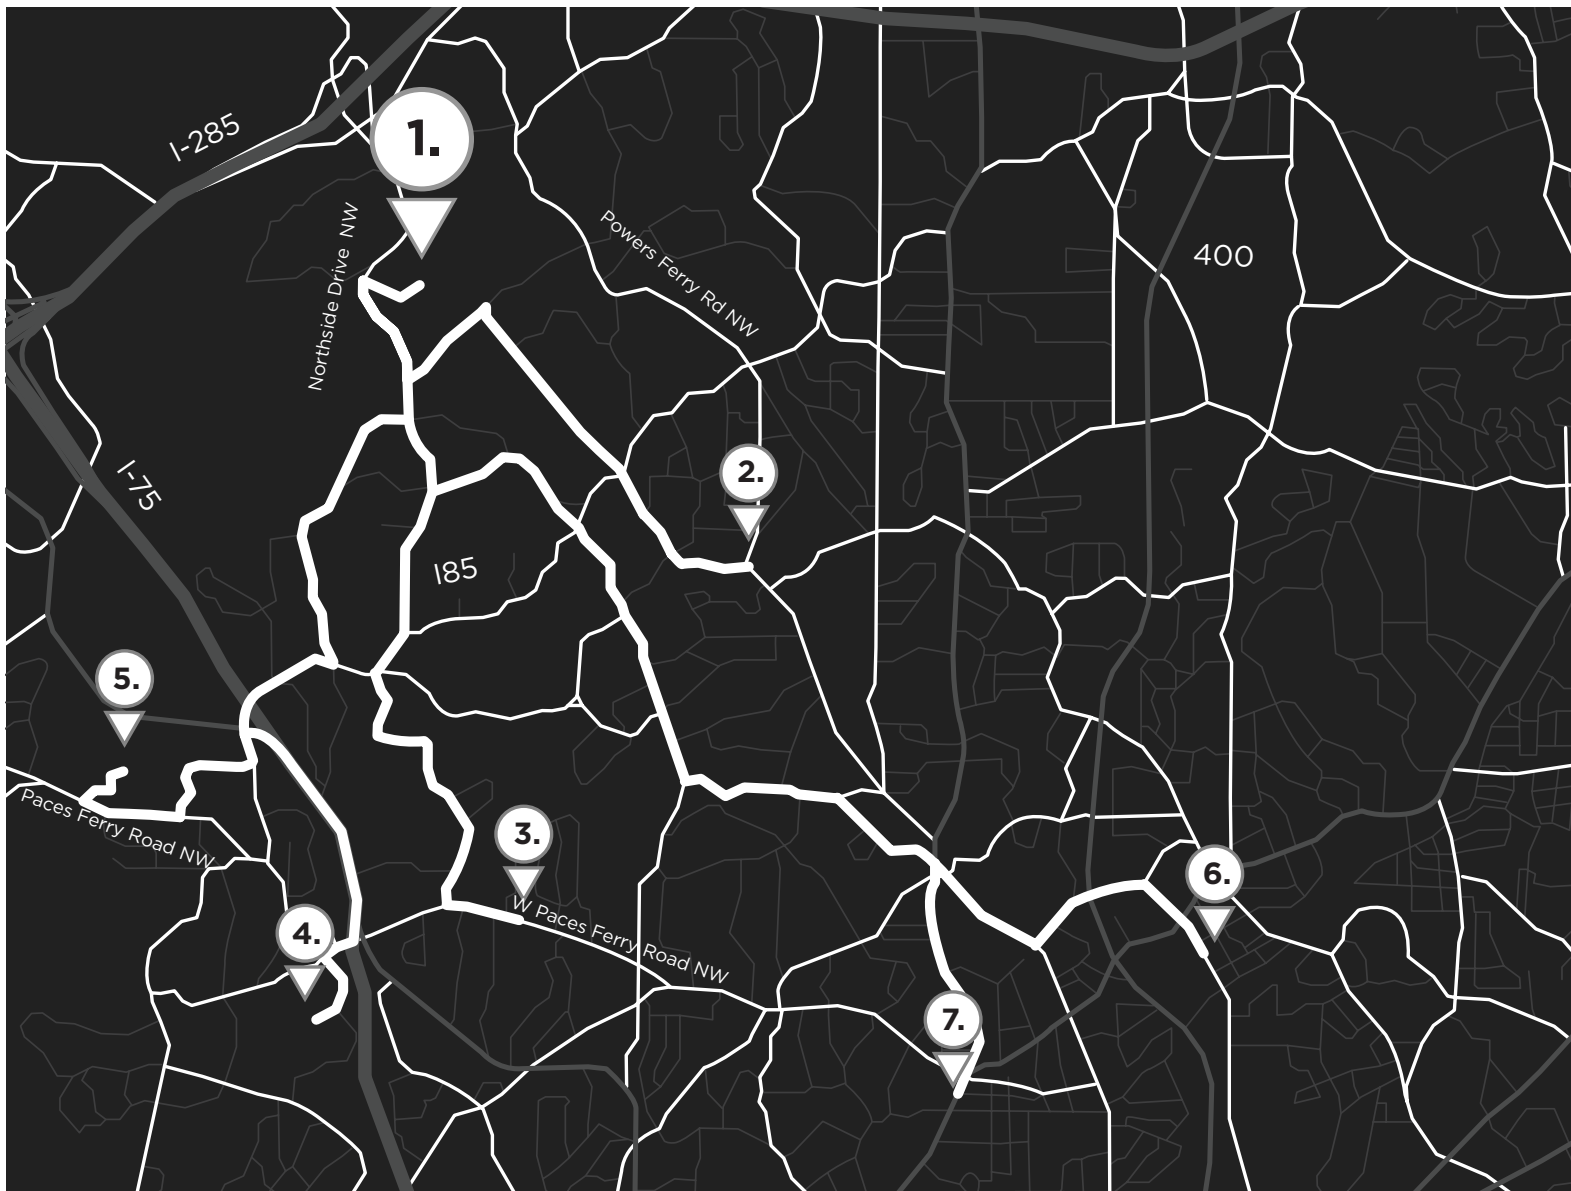 1.
I-285
Northside Drive NW
Powers Ferry Rd NW
400
2.
I-75
I85
5.
Paces Ferry Road NW
3.
W Paces Ferry Road NW
4.
6.
7.